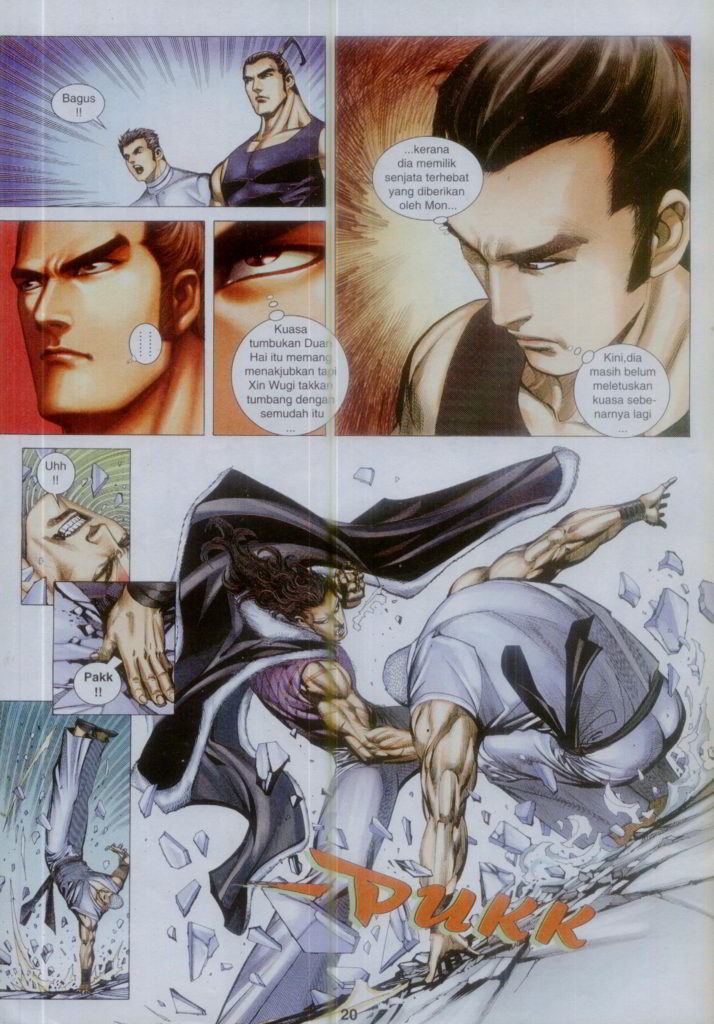 Bagus
!!
...kerana
dia memilik
senjata terhebat
yang diberikan
oleh Mon...
Kuasa
tumbukan Duan
Hai itu memang
menakjubkan tapi
Xin Wugi takkan
tumbang dengan
semudah itu
...
Kini,dia
masih belum
meletuskan
kuasa sebe-
narnya lagi
...
Uhh
!!
Pakk
!!
PUKK
20